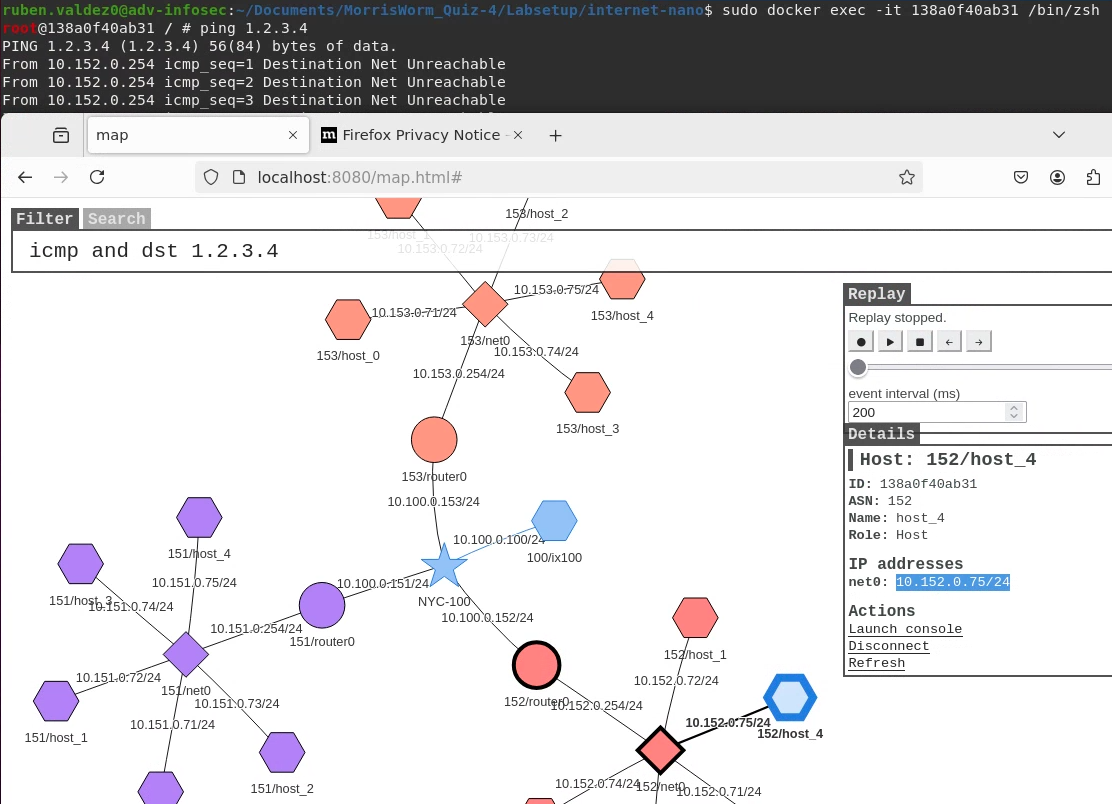 ruben.valdez0@adv-infosec:~/Documents/MorrisWorm_Quiz-4/Labsetup/internet-nano$ sudo docker exec -it 138a0f40ab31 /bin/zsh
root@138a0f40ab31 / # ping 1.2.3.4
PING 1.2.3.4 (1.2.3.4) 56(84) bytes of data.
From 10.152.0.254 icmp_seq=1 Destination Net Unreachable
From 10.152.0.254 icmp_seq=2 Destination Net Unreachable
From 10.152.0.254 icmp_seq=3 Destination Net Unreachable
map
Firefox Privacy Notice -
localhost:8080/map.html#
Filter Search
icmp and dst 1.2.3.4
153/host_2
153/host_1
10.153.0.73/24
10.153.0.72/24
10.153.0.75/24
153/host_4
10.153.0.71/24
153/net0
153/host_0
10.153.0.74/24
10.153.0.254/24
153/host_3
153/router0
10.100.0.153/24
10.100.0.100/24
100/ix100
151/host_4
10.151.0.75/24
10.100.0.151/24
151/host_3
10.151.0.74/24
NYC-100
10.100.0.152/24
10.151.0.254/24
151/router0
152/host_1
10.151.0.72/24
10.152.0.72/24
151/net0
10.151.0.73/24
152/router0
10.152.0.254/24
10.151.0.71/24
10.152.0.75/24
151/host_1
152/host_4
151/host_2
10.152.0.74/24
152/net0
10.152.0.71/24
Replay
Replay stopped.
event interval (ms)
200
Details
Host: 152/host_4
ID: 138a0f40ab31
ASN: 152
Name: host_4
Role: Host
IP addresses
net0: 10.152.0.75/24
Actions
Launch console
Disconnect
Refresh